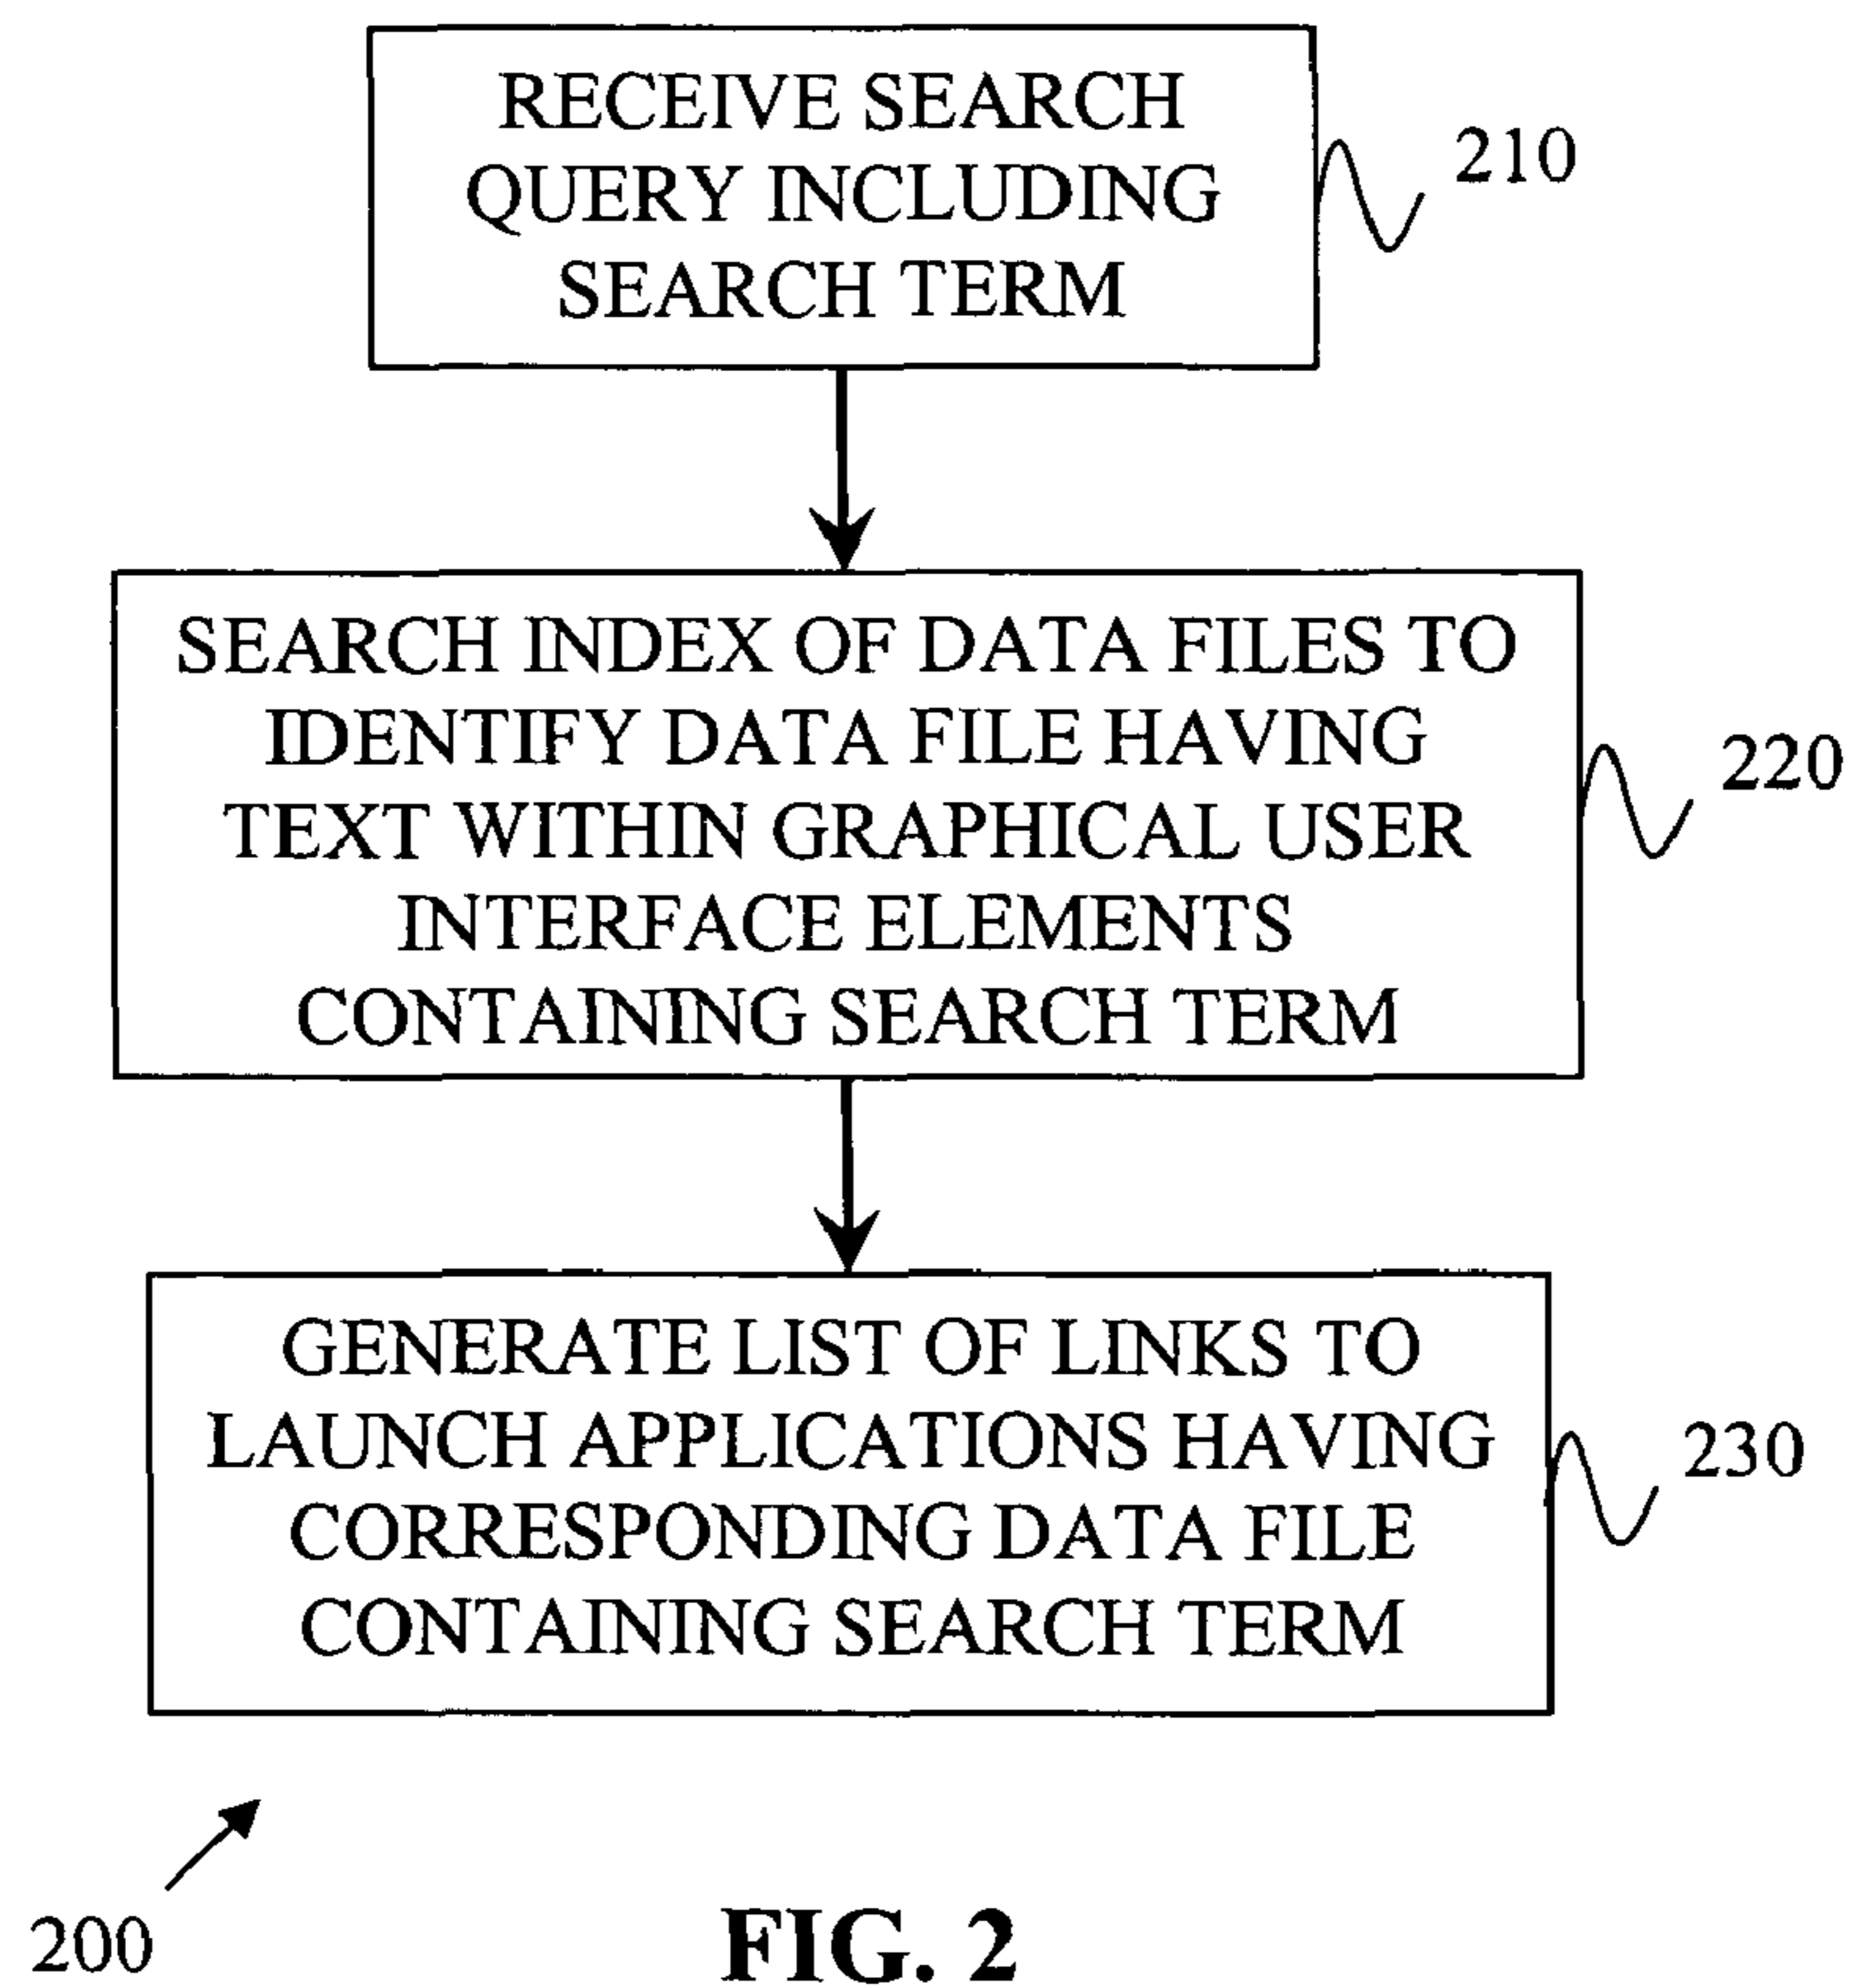 RECEIVE SEARCH
QUERY INCLUDING
SEARCH TERM
210
SEARCH INDEX OF DATA FILES TO
IDENTIFY DATA FILE HAVING
TEXT WITHIN GRAPHICAL USER
INTERFACE ELEMENTS
CONTAINING SEARCH TERM
220
GENERATE LIST OF LINKS TO
LAUNCH APPLICATIONS HAVING
CORRESPONDING DATA FILE
CONTAINING SEARCH TERM
230
200
FIG. 2